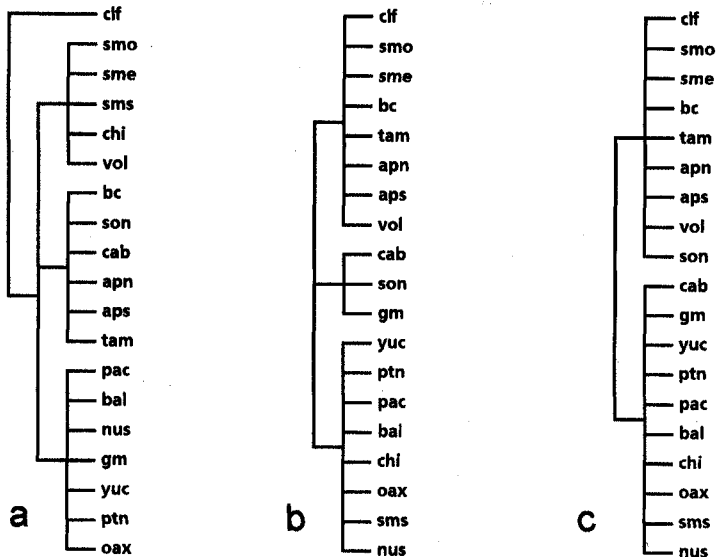 clf
smo
sme
sms
chi
vol
bc
son
cab
apn
aps
tam
pac
bal
nus
gm
yuc
ptn
oax
a
clf
smo
sme
bc
tam
apn
aps
vol
cab
son
gm
yuc
ptn
pac
bal
chi
oax
sms
nus
b
clf
smo
sme
bc
tam
apn
aps
vol
son
cab
gm
yuc
ptn
pac
bal
chi
oax
sms
nus
c